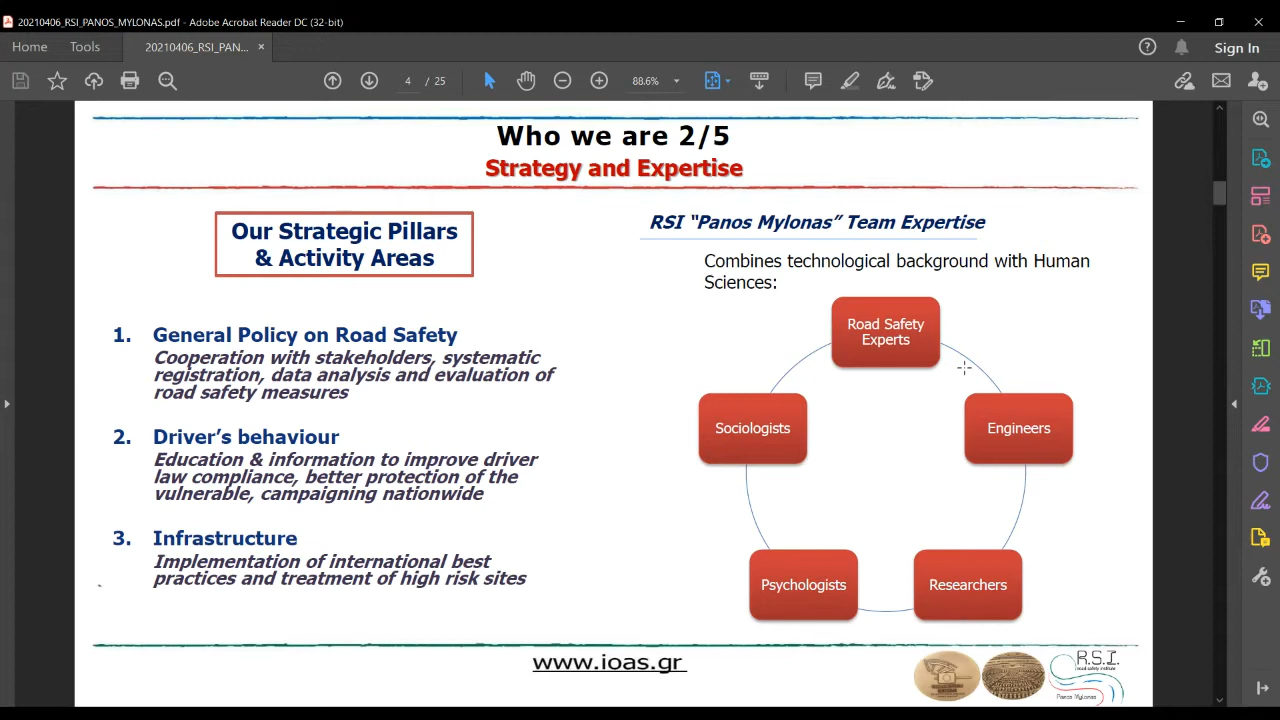 20210406_RSI_PANOS_MYLONAS.pdf - Adobe Acrobat Reader DC (32-bit)
Home Tools 20210406_RSI_PAN... × Sign In
4 / 25 88.6%
Who we are 2/5
Strategy and Expertise
Our Strategic Pillars
& Activity Areas
1. General Policy on Road Safety
Cooperation with stakeholders, systematic
registration, data analysis and evaluation of
road safety measures
2. Driver's behaviour
Education & information to improve driver
law compliance, better protection of the
vulnerable, campaigning nationwide
3. Infrastructure
Implementation of international best
practices and treatment of high risk sites
RSI “Panos Mylonas” Team Expertise
Combines technological background with Human
Sciences:
Road Safety
Experts
Sociologists
Engineers
Psychologists
Researchers
www.ioas.gr
R.S.I.
road safety institute
Panos Mylonas